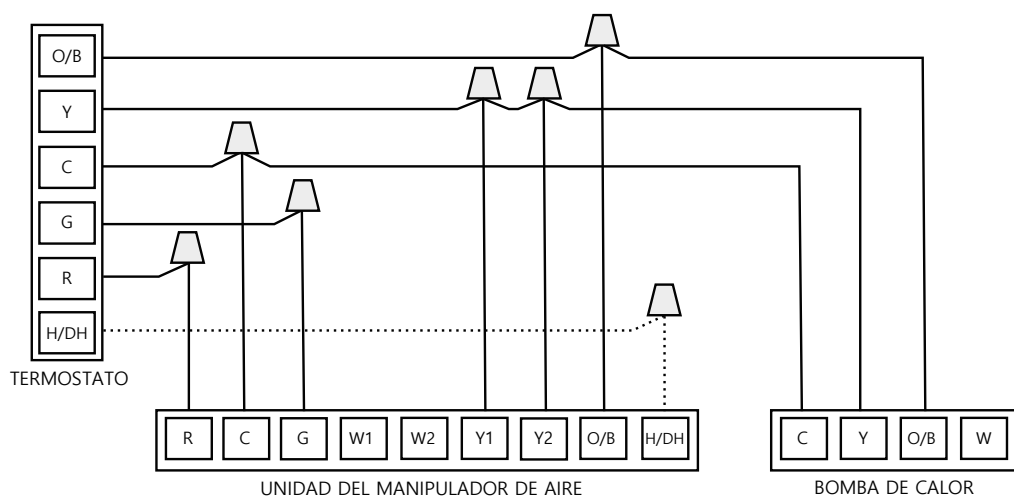 O/B
Y
C
G
R
H/DH
TERMOSTATO
R C G W1 W2 Y1 Y2 O/B H/DH
UNIDAD DEL MANIPULADOR DE AIRE
C Y O/B W
BOMBA DE CALOR